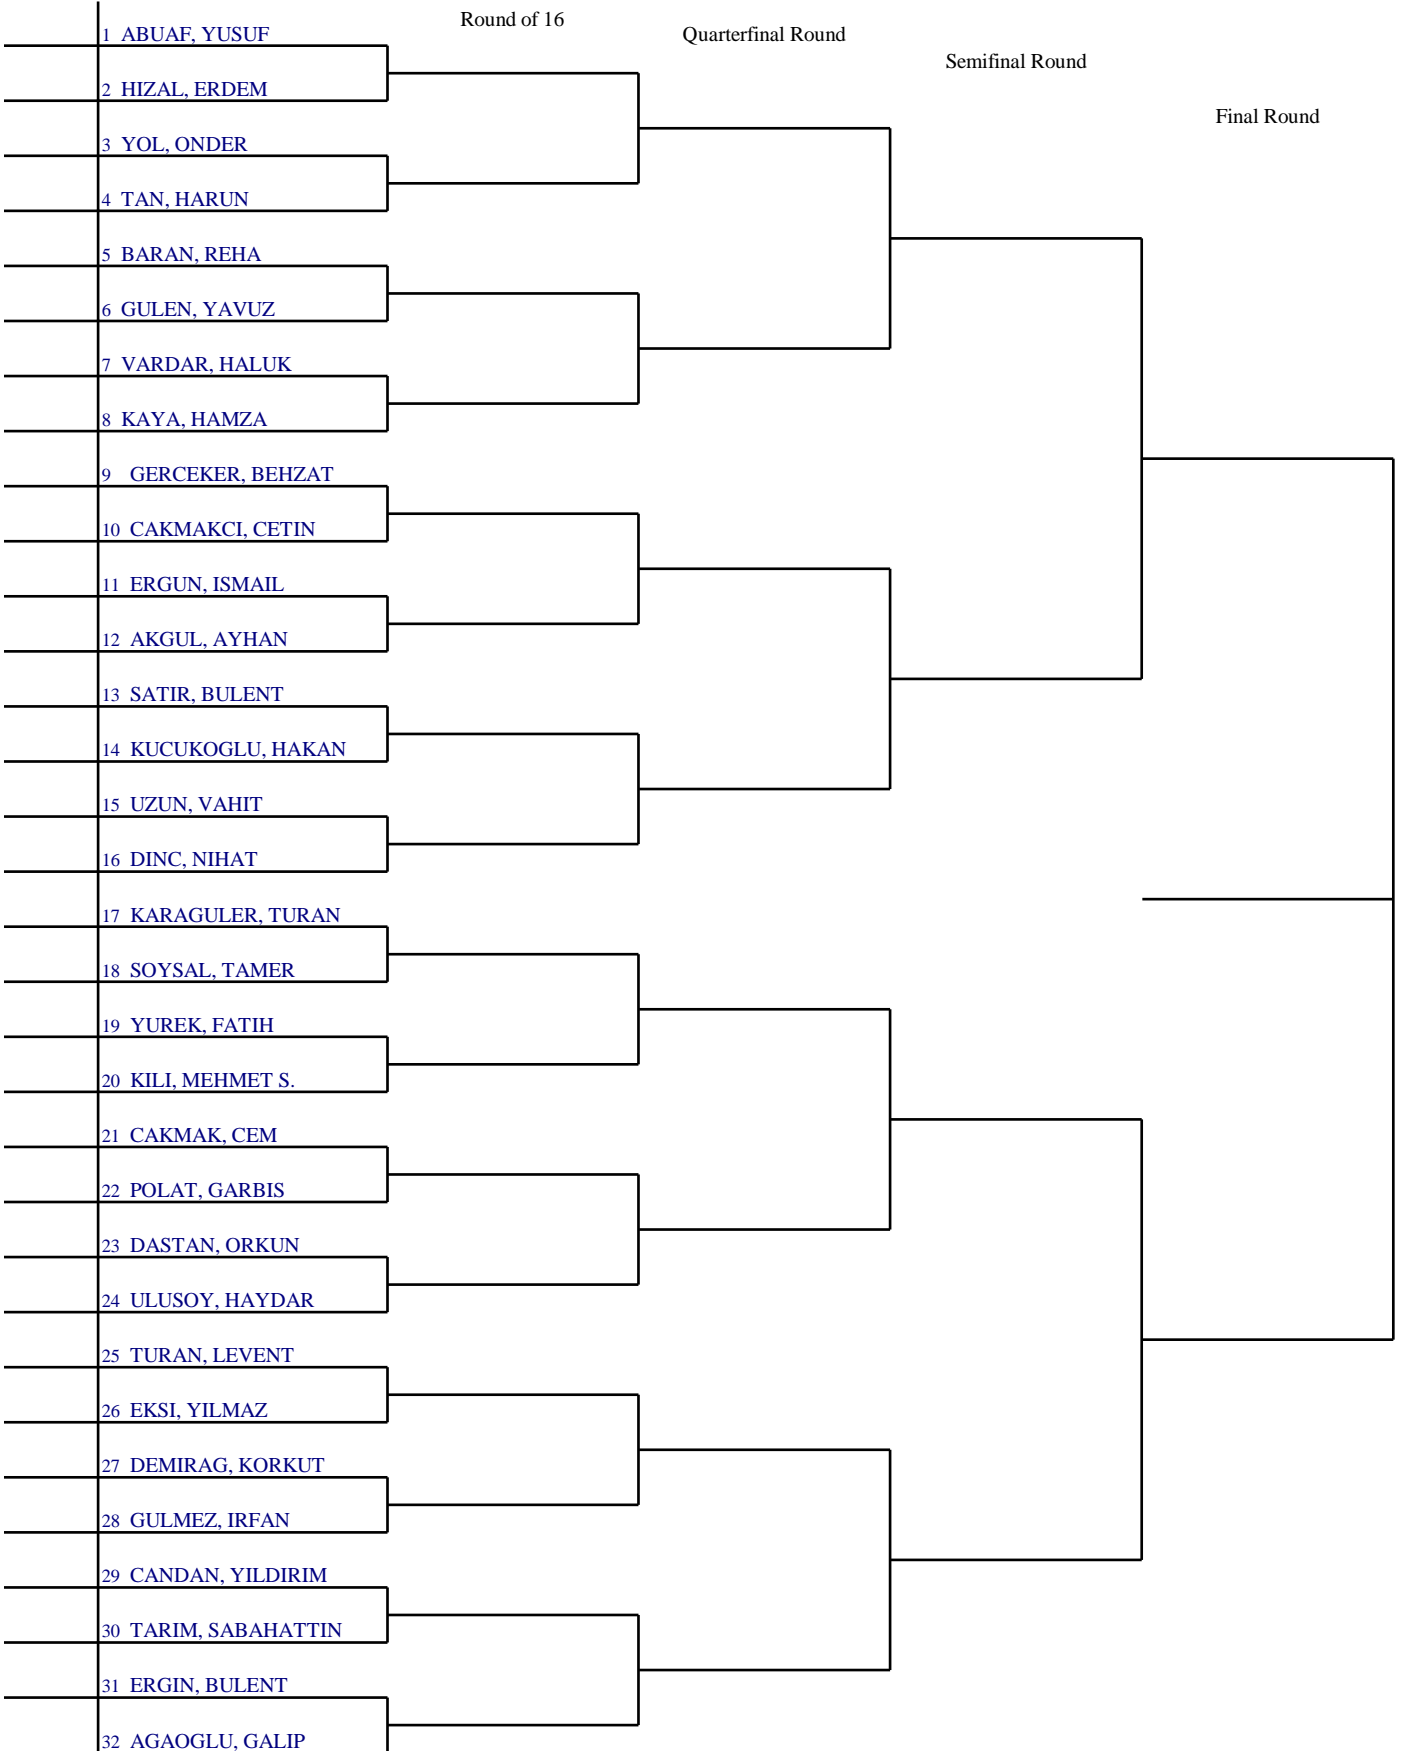 Round of 16
Quarterfinal Round
Semifinal Round
Final Round
1 ABUAF, YUSUF
2 HIZAL, ERDEM
3 YOL, ONDER
4 TAN, HARUN
5 BARAN, REHA
6 GULEN, YAVUZ
7 VARDAR, HALUK
8 KAYA, HAMZA
9 GERCEKER, BEHZAT
10 CAKMAKCI, CETIN
11 ERGUN, ISMAIL
12 AKGUL, AYHAN
13 SATIR, BULENT
14 KUCUKOGLU, HAKAN
15 UZUN, VAHIT
16 DINC, NIHAT
17 KARAGULER, TURAN
18 SOYSAL, TAMER
19 YUREK, FATIH
20 KILI, MEHMET S.
21 CAKMAK, CEM
22 POLAT, GARBIS
23 DASTAN, ORKUN
24 ULUSOY, HAYDAR
25 TURAN, LEVENT
26 EKSI, YILMAZ
27 DEMIRAG, KORKUT
28 GULMEZ, IRFAN
29 CANDAN, YILDIRIM
30 TARIM, SABAHATTIN
31 ERGIN, BULENT
32 AGAOGLU, GALIP